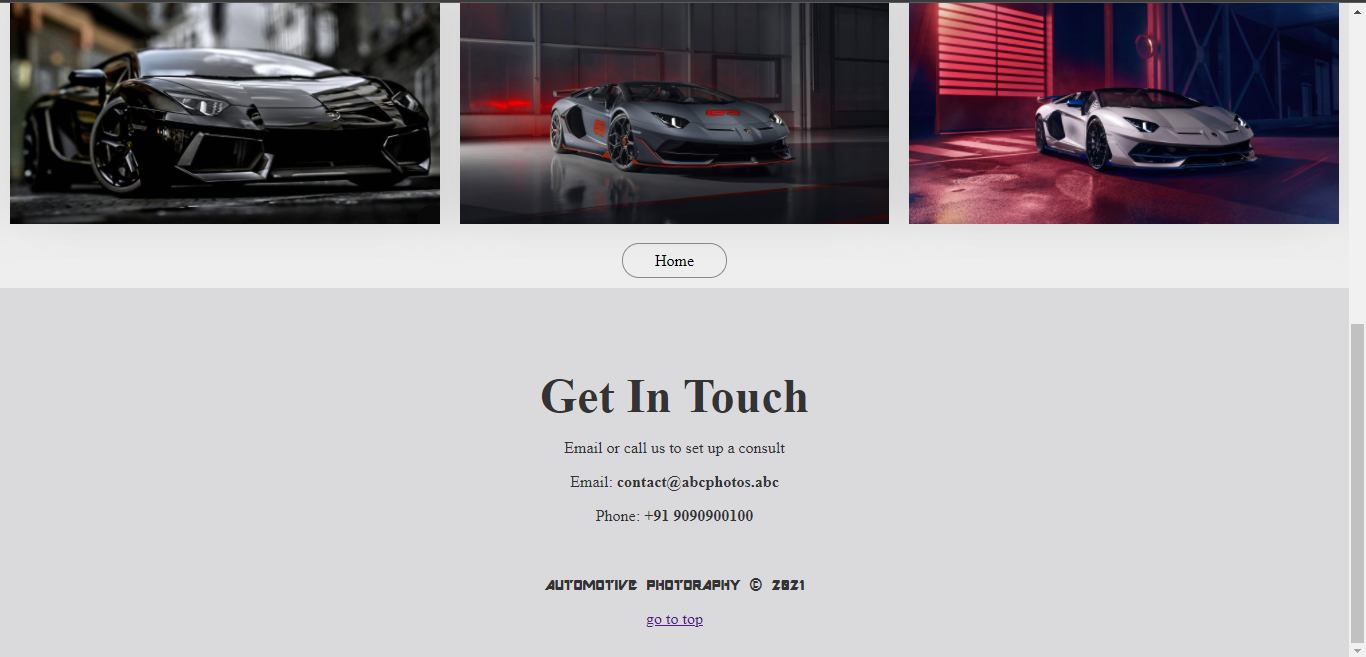 Home
Get In Touch
Email or call us to set up a consult
Email: contact@abcphotos.abc
Phone: +91 9090900100
AUTOMOTIVE PHOTORAPHY © 2021
go to top